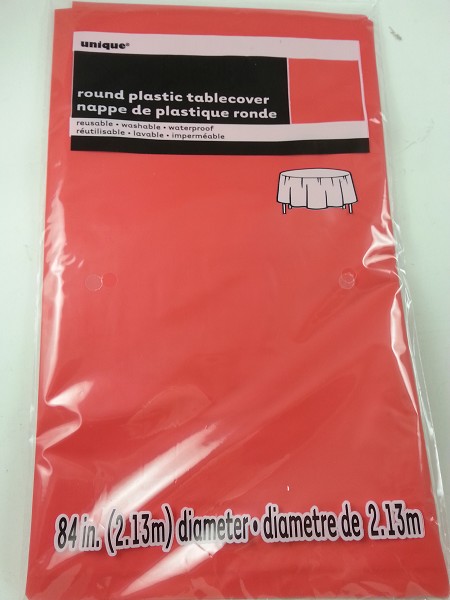 unique®
round plastic tablecover
nappe de plastique ronde
reusable • washable • waterproof
réutilisable • lavable • imperméable
84 in. (2.13m) diameter • diametre de 2.13m